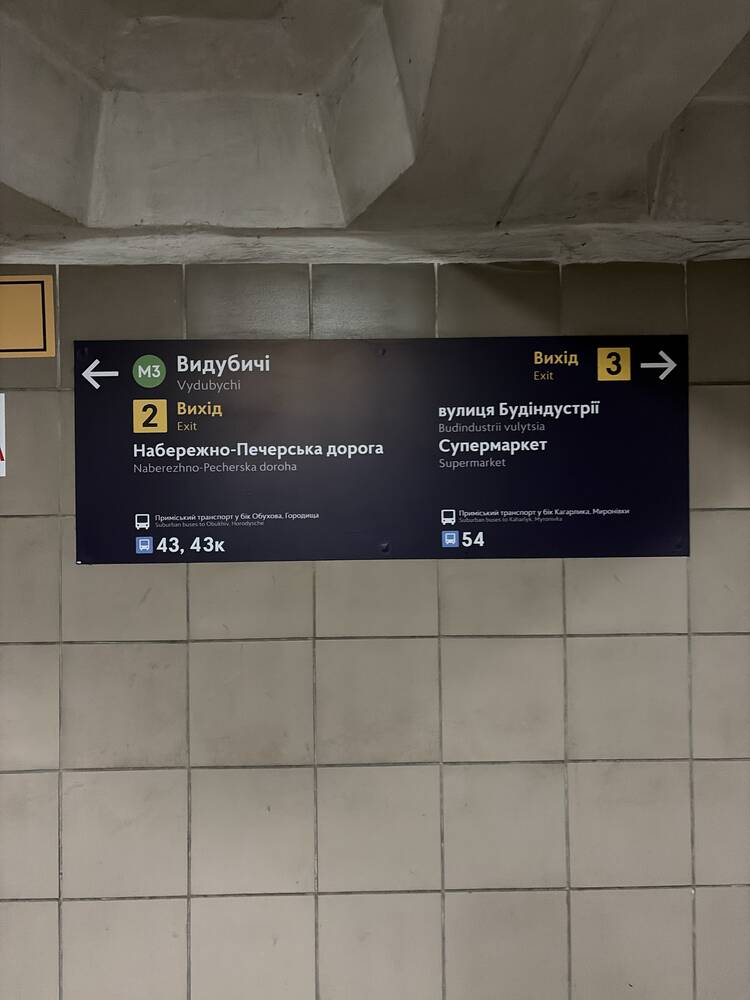 М3 Видубичі
Vydubychi
2 Вихід
Exit
Набережно-Печерська дорога
Naberezhno-Pecherska doroha
Приміський транспорт у бік Обухова, Городища
Suburban buses to Obukhiv, Horodysche
43, 43к
Вихід 3
Exit
вулиця Будіндустрії
Budindustrii vulytsia
Супермаркет
Supermarket
Приміський транспорт у бік Кагарлика, Миронівки
Suburban buses to Kaharlyk, Myronivka
54